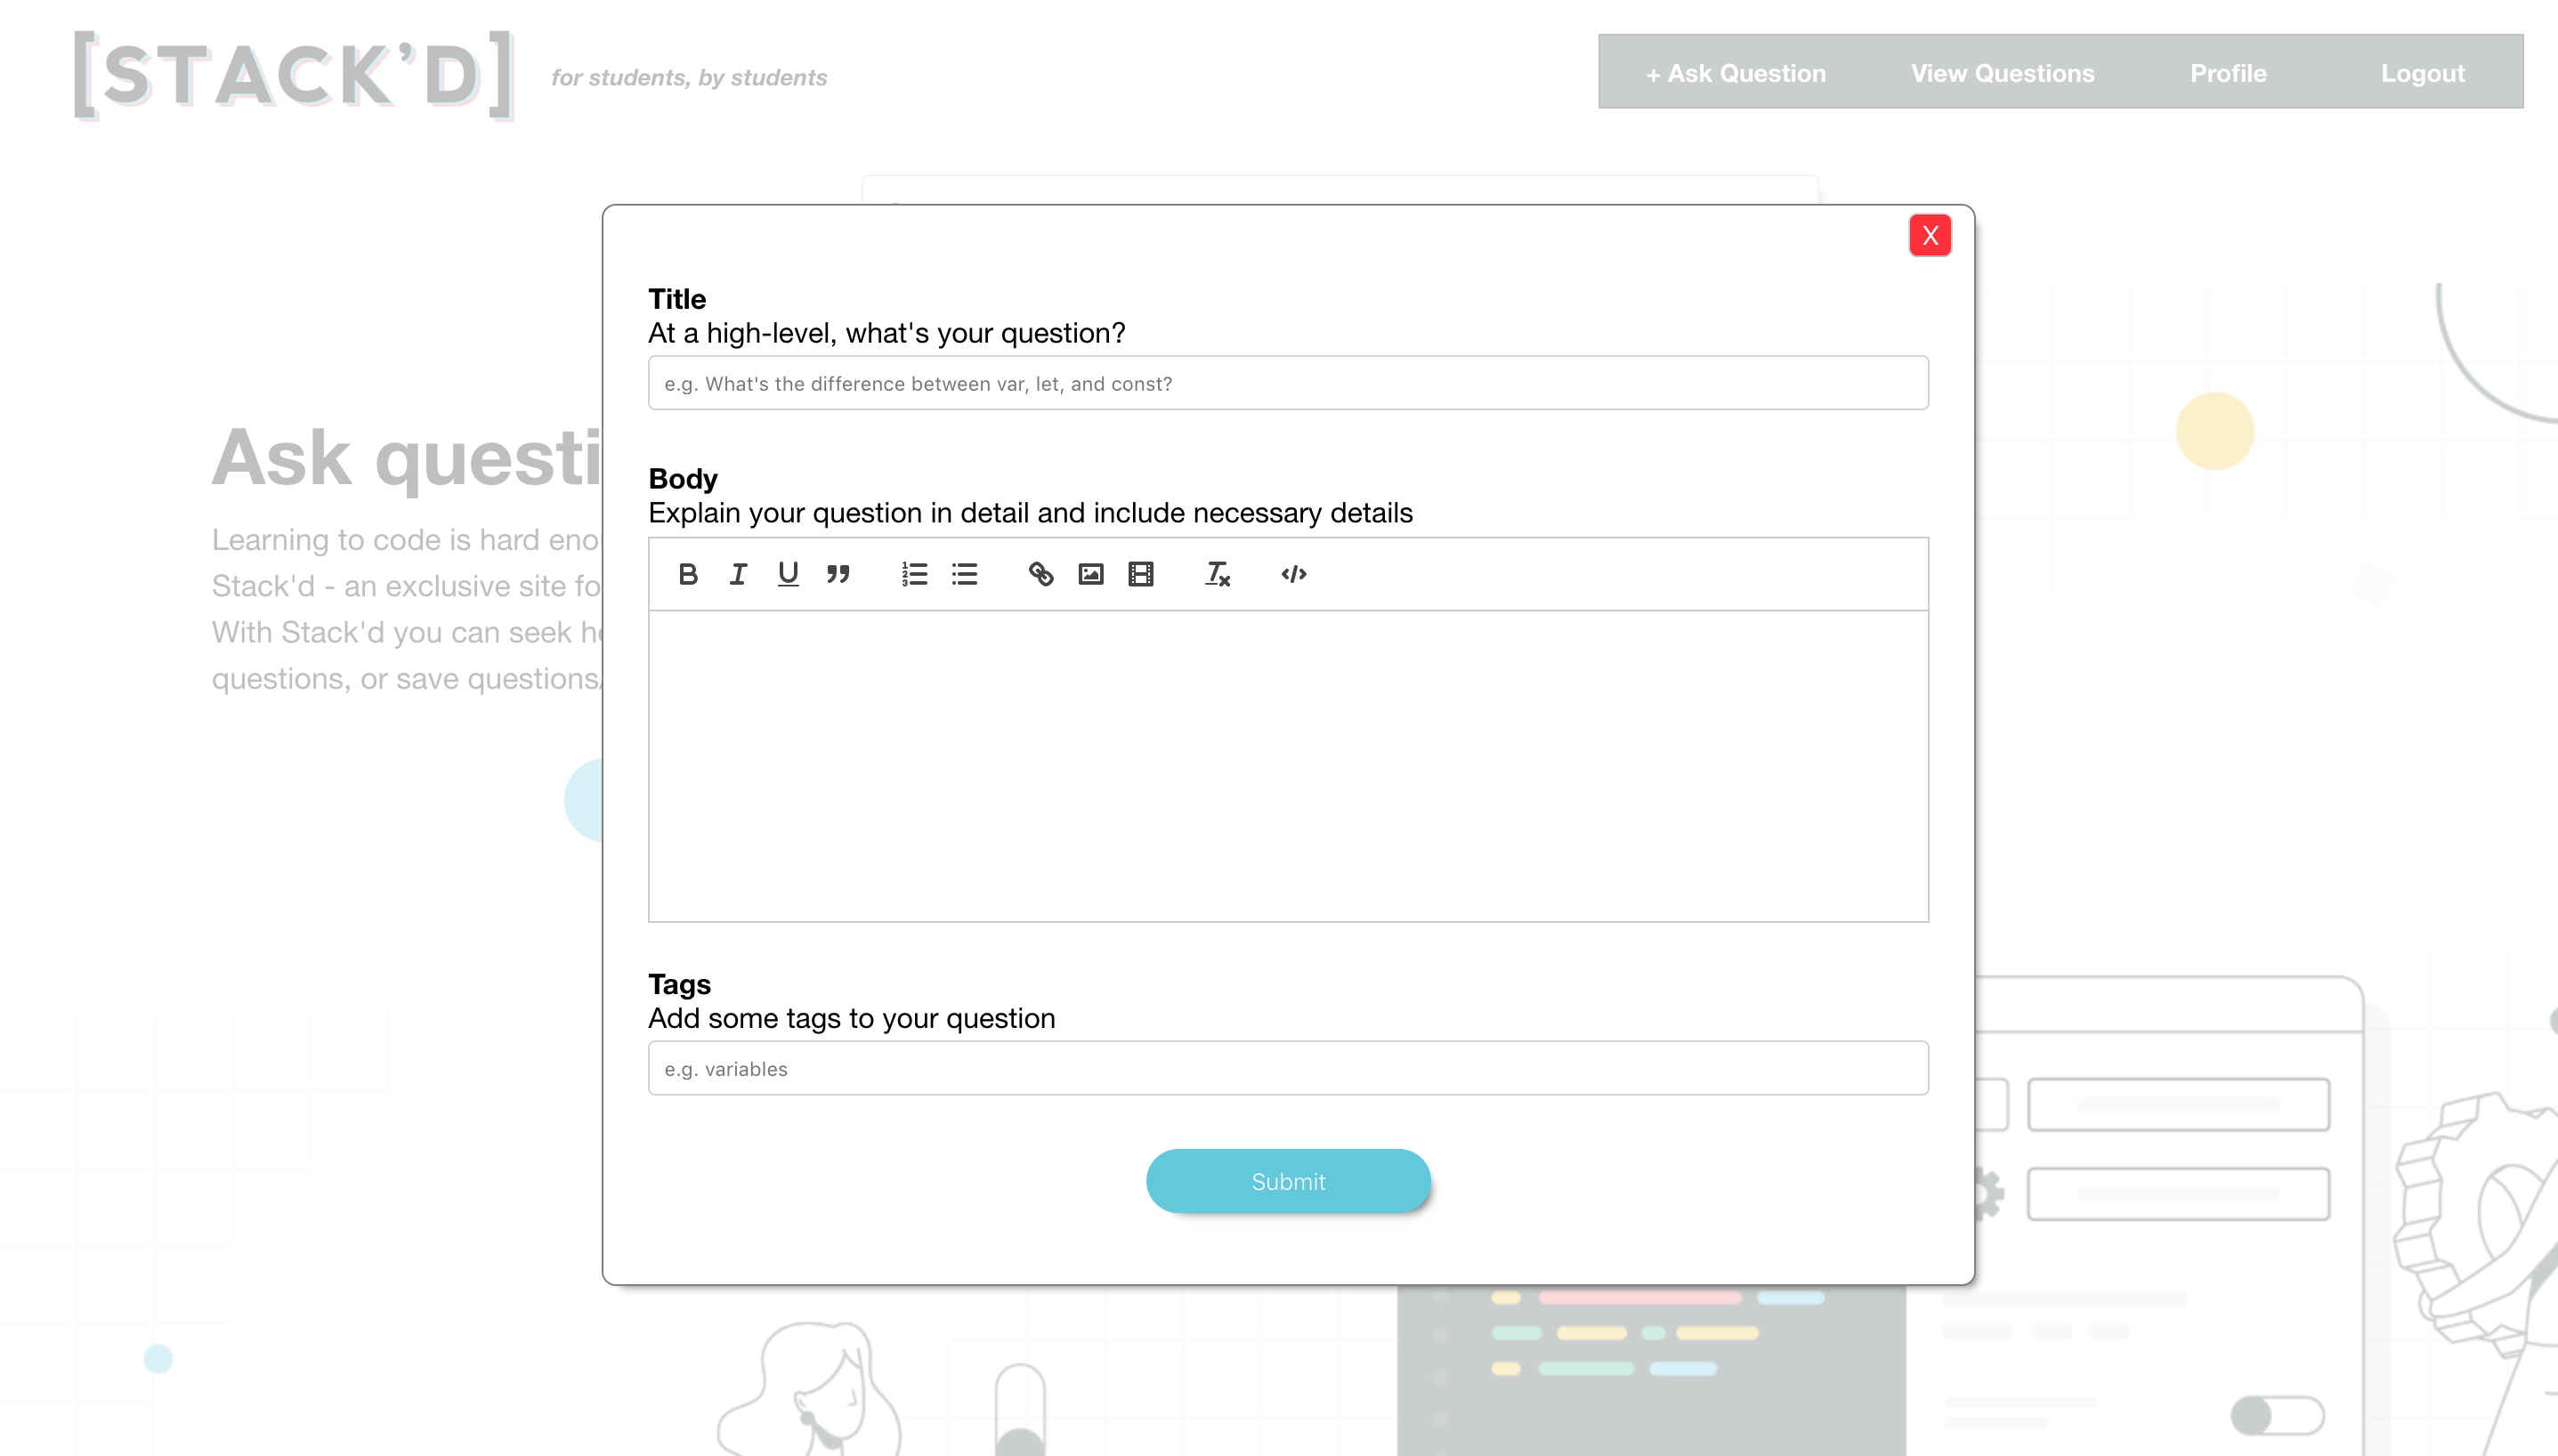 [STACK’D]
for students, by students
+ Ask Question
View Questions
Profile
Logout
X
Title
At a high-level, what's your question?
e.g. What's the difference between var, let, and const?
Body
Explain your question in detail and include necessary details
Tags
Add some tags to your question
e.g. variables
Submit
Ask questi
Learning to code is hard eno
Stack'd - an exclusive site fo
With Stack'd you can seek he
questions, or save questions/